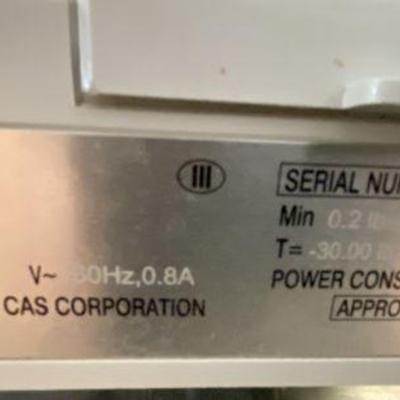 III
SERIAL NU
Min 0.2 lb
T= -30.00
V~ 60Hz,0.8A
POWER CONS
CAS CORPORATION
APPRO